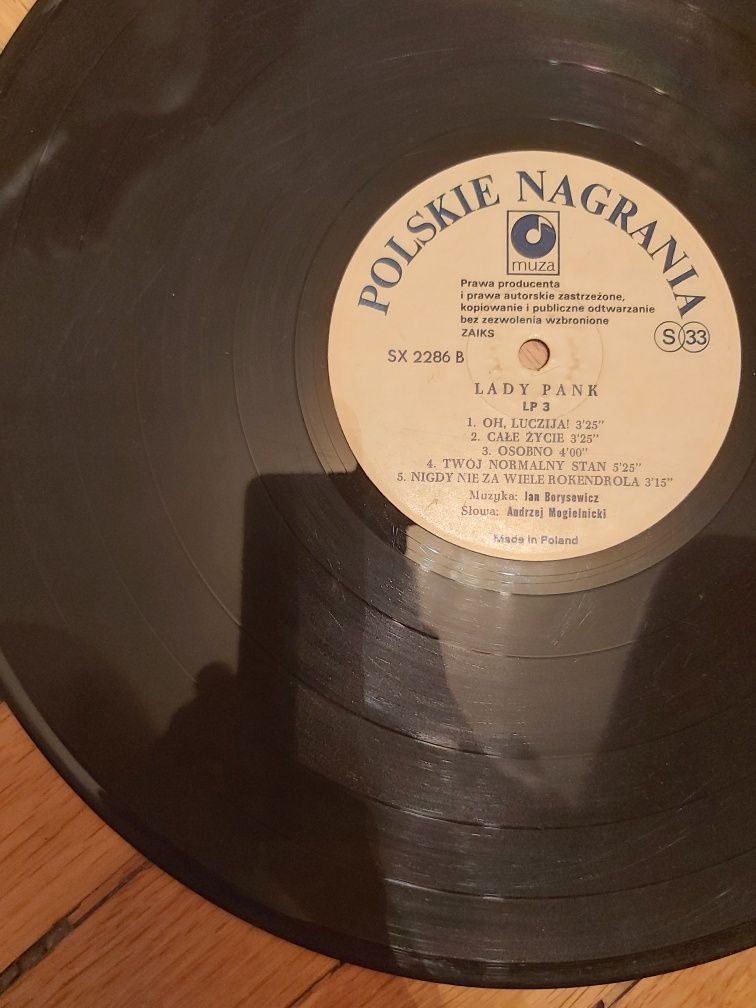 POLSKIE NAGRANIA
muza
Prawa producenta
i prawa autorskie zastrzeżone,
kopiowanie i publiczne odtwarzanie
bez zezwolenia wzbronione
ZAIKS
S 33
SX 2286 B
LADY PANK
LP 3
1. OH, LUCZIJA! 3'25"
2. CAŁE ŻYCIE 3'25"
3. OSOBNO 4'00"
4. TWÓJ NORMALNY STAN 5'25"
5. NIGDY NIE ZA WIELE ROKENDROLA 3'15"
Muzyka: Jan Borysewicz
Słowa: Andrzej Mogielnicki
Made in Poland